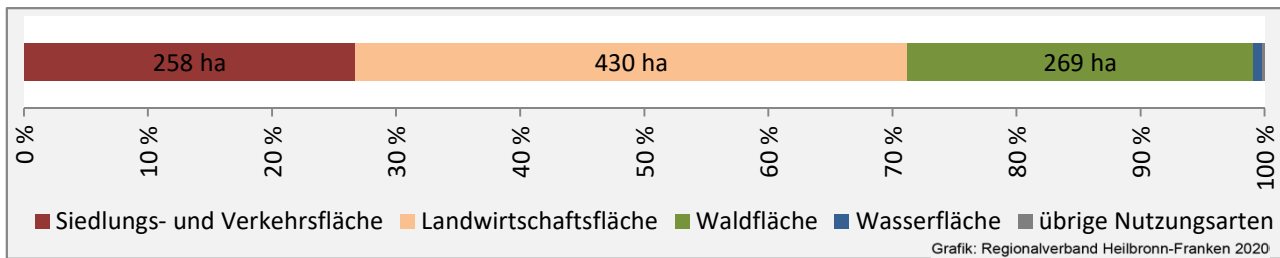 258 ha 430 ha 269 ha
0 % 10 % 20 % 30 % 40 % 50 % 60 % 70 % 80 % 90 % 100 %
Siedlungs- und Verkehrsfläche Landwirtschaftsfläche Waldfläche Wasserfläche übrige Nutzungsarten
Grafik: Regionalverband Heilbronn-Franken 2020